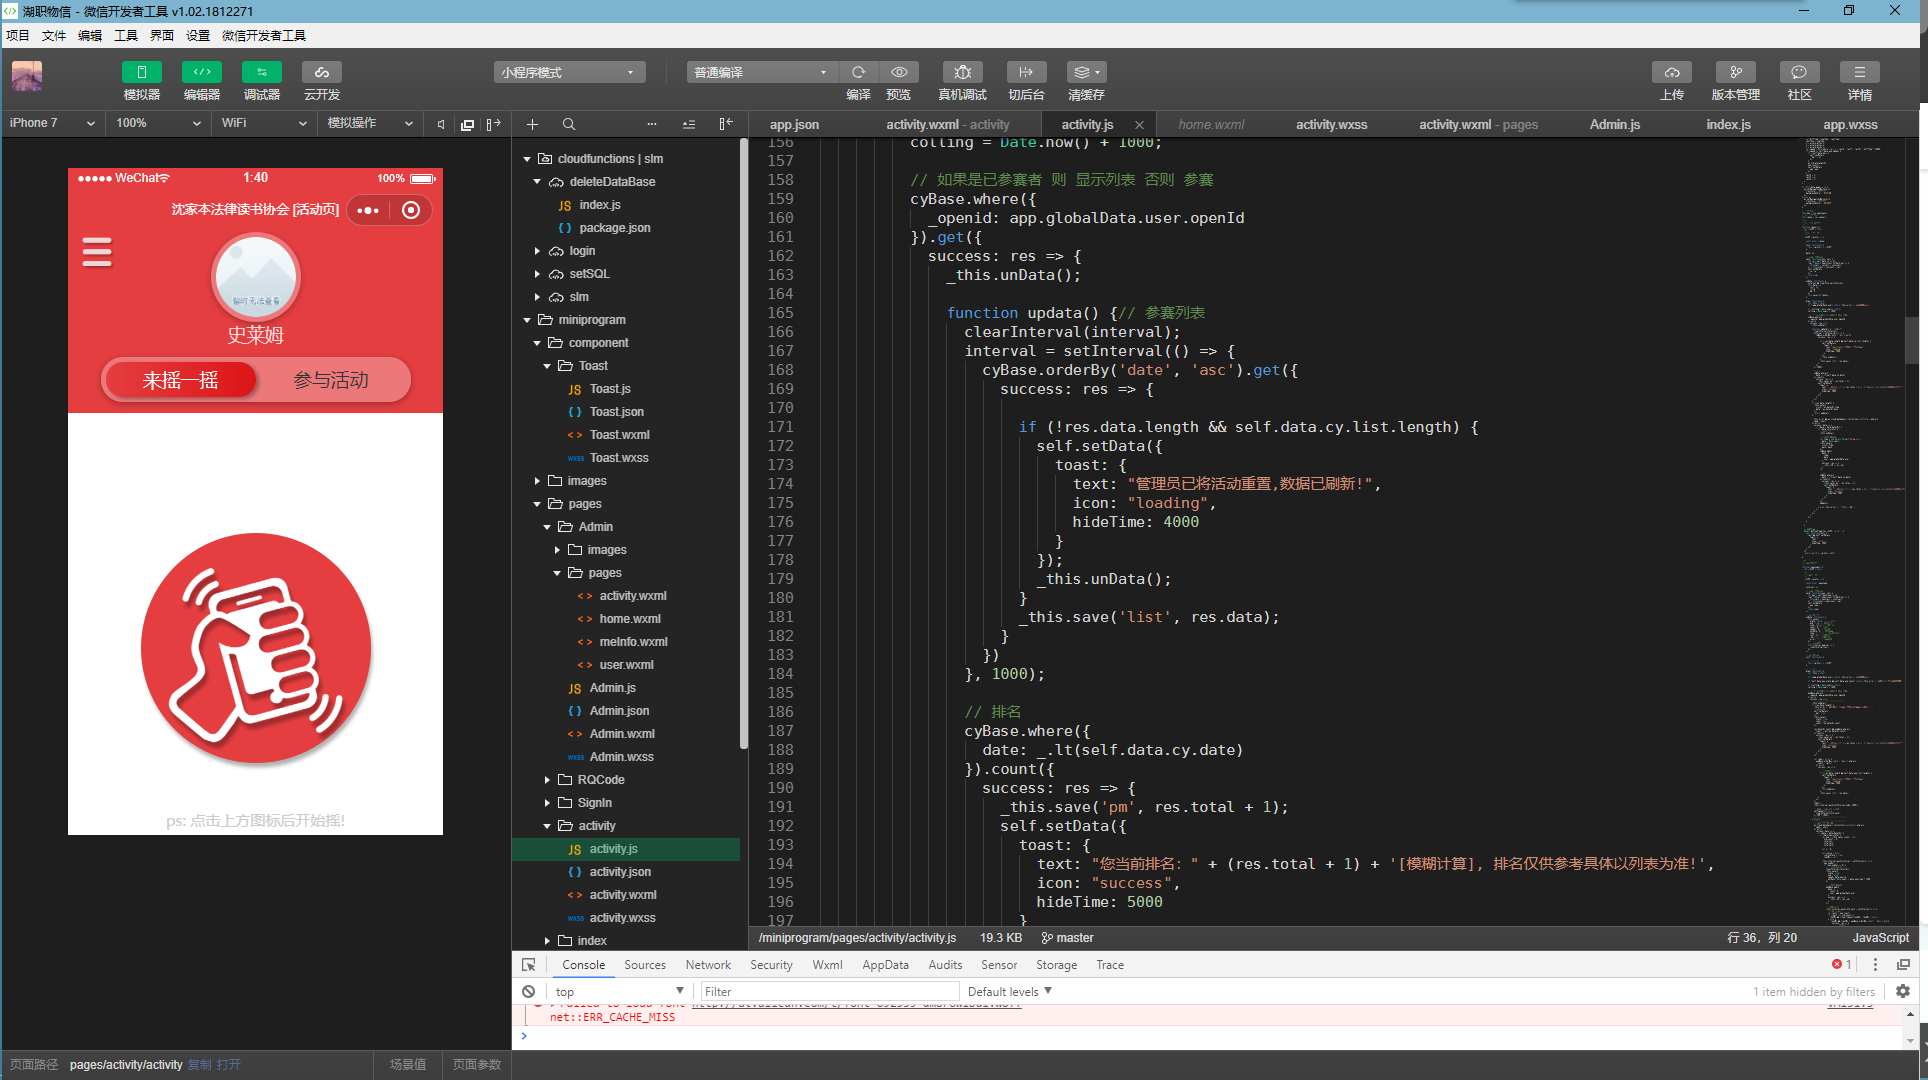 湖职物信 - 微信开发者工具 v1.02.1812271
项目 文件 编辑 工具 界面 设置 微信开发者工具
模拟器 编辑器 调试器 云开发
小程序模式
普通编译
编译 预览 真机调试 切后台 清缓存
上传 版本管理 社区 详情
iPhone 7 100% WiFi 模拟操作
WeChat 1:40 100%
沈家本法律读书协会 [活动页]
暂时无法查看
史莱姆
来摇一摇 参与活动
ps: 点击上方图标后开始摇!
页面路径 pages/activity/activity 复制 打开 场景值 页面参数
cloudfunctions | slm
deleteDataBase
JS index.js
{ } package.json
login
setSQL
slm
miniprogram
component
Toast
JS Toast.js
{ } Toast.json
< > Toast.wxml
wxss Toast.wxss
images
pages
Admin
images
pages
< > activity.wxml
< > home.wxml
< > meInfo.wxml
< > user.wxml
JS Admin.js
{ } Admin.json
< > Admin.wxml
wxss Admin.wxss
RQCode
SignIn
activity
JS activity.js
{ } activity.json
< > activity.wxml
wxss activity.wxss
index
app.json activity.wxml - activity activity.js home.wxml activity.wxss activity.wxml - pages Admin.js index.js app.wxss
156 colling = Date.now() + 1000;
157
158 // 如果是已参赛者 则 显示列表 否则 参赛
159 cyBase.where({
160 _openid: app.globalData.user.openId
161 }).get({
162 success: res => {
163 _this.unData();
164
165 function updata() {// 参赛列表
166 clearInterval(interval);
167 interval = setInterval(() => {
168 cyBase.orderBy('date', 'asc').get({
169 success: res => {
170
171 if (!res.data.length && self.data.cy.list.length) {
172 self.setData({
173 toast: {
174 text: "管理员已将活动重置,数据已刷新!",
175 icon: "loading",
176 hideTime: 4000
177 }
178 });
179 _this.unData();
180 }
181 _this.save('list', res.data);
182 }
183 })
184 }, 1000);
185
186 // 排名
187 cyBase.where({
188 date: _.lt(self.data.cy.date)
189 }).count({
190 success: res => {
191 _this.save('pm', res.total + 1);
192 self.setData({
193 toast: {
194 text: "您当前排名: " + (res.total + 1) + '[模糊计算], 排名仅供参考具体以列表为准!',
195 icon: "success",
196 hideTime: 5000
197 }
/miniprogram/pages/activity/activity.js 19.3 KB master 行 36, 列 20 JavaScript
Console Sources Network Security Wxml AppData Audits Sensor Storage Trace 1
top Filter Default levels 1 item hidden by filters
net::ERR_CACHE_MISS